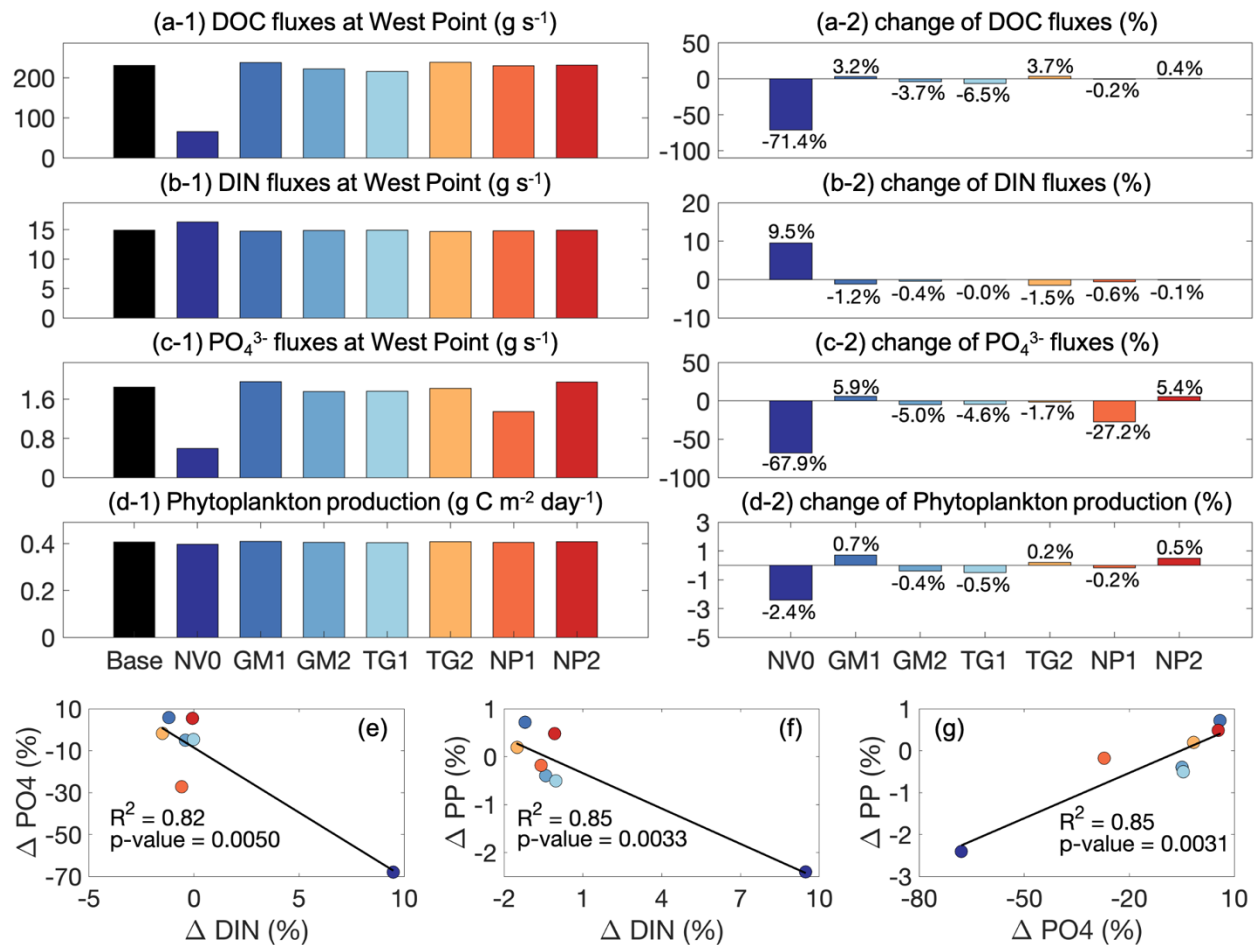 (a-1) DOC fluxes at West Point (g s⁻¹)
200
100
0
(a-2) change of DOC fluxes (%)
50
0
-50
-100
-71.4%
3.2%
-3.7%
-6.5%
3.7%
-0.2%
0.4%
(b-1) DIN fluxes at West Point (g s⁻¹)
15
10
5
0
(b-2) change of DIN fluxes (%)
20
10
0
-10
9.5%
-1.2%
-0.4%
-0.0%
-1.5%
-0.6%
-0.1%
(c-1) PO₄³⁻ fluxes at West Point (g s⁻¹)
1.6
0.8
0
(c-2) change of PO₄³⁻ fluxes (%)
50
0
-50
-100
-67.9%
5.9%
-5.0%
-4.6%
-1.7%
-27.2%
5.4%
(d-1) Phytoplankton production (g C m⁻² day⁻¹)
0.4
0.2
0
Base NV0 GM1 GM2 TG1 TG2 NP1 NP2
(d-2) change of Phytoplankton production (%)
3
1
-1
-3
-5
-2.4%
0.7%
-0.4%
-0.5%
0.2%
-0.2%
0.5%
NV0 GM1 GM2 TG1 TG2 NP1 NP2
(e)
Δ PO4 (%)
10
-10
-30
-50
-70
R² = 0.82
p-value = 0.0050
-5 0 5 10
Δ DIN (%)
(f)
Δ PP (%)
1
0
-1
-2
R² = 0.85
p-value = 0.0033
-2 1 4 7 10
Δ DIN (%)
(g)
Δ PP (%)
1
0
-1
-2
-3
R² = 0.85
p-value = 0.0031
-80 -50 -20 10
Δ PO4 (%)